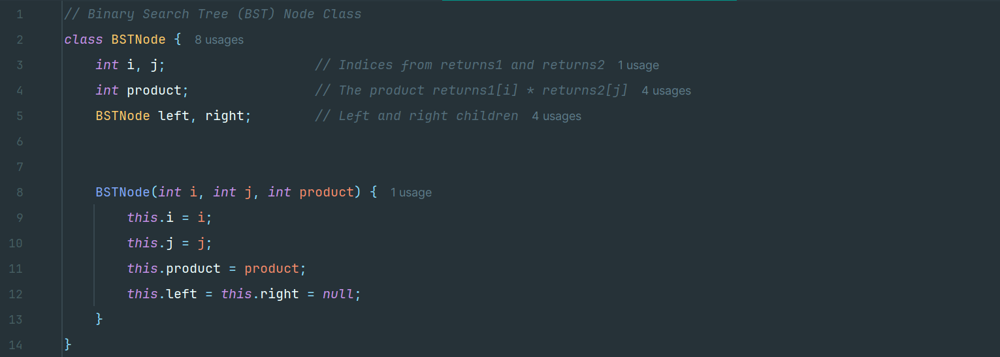 1 // Binary Search Tree (BST) Node Class
2 class BSTNode { 8 usages
3 int i, j; // Indices from returns1 and returns2 1 usage
4 int product; // The product returns1[i] * returns2[j] 4 usages
5 BSTNode left, right; // Left and right children 4 usages
6
7
8 BSTNode(int i, int j, int product) { 1 usage
9 this.i = i;
10 this.j = j;
11 this.product = product;
12 this.left = this.right = null;
13 }
14 }